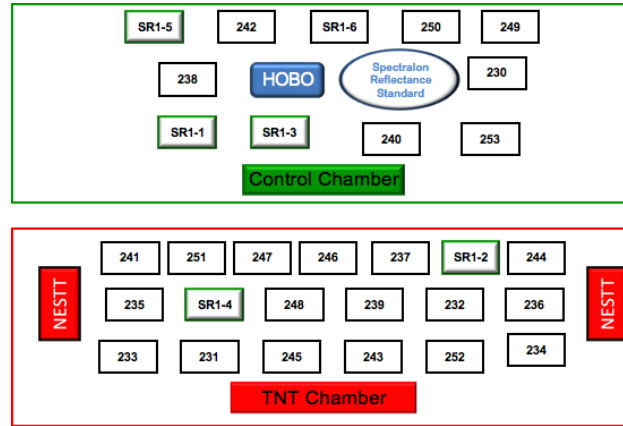 SR1-5 242 SR1-6 250 249
238 HOBO Spectralon
Reflectance
Standard 230
SR1-1 SR1-3 240 253
Control Chamber
241 251 247 246 237 SR1-2 244
NESTT 235 SR1-4 248 239 232 236 NESTT
233 231 245 243 252 234
TNT Chamber